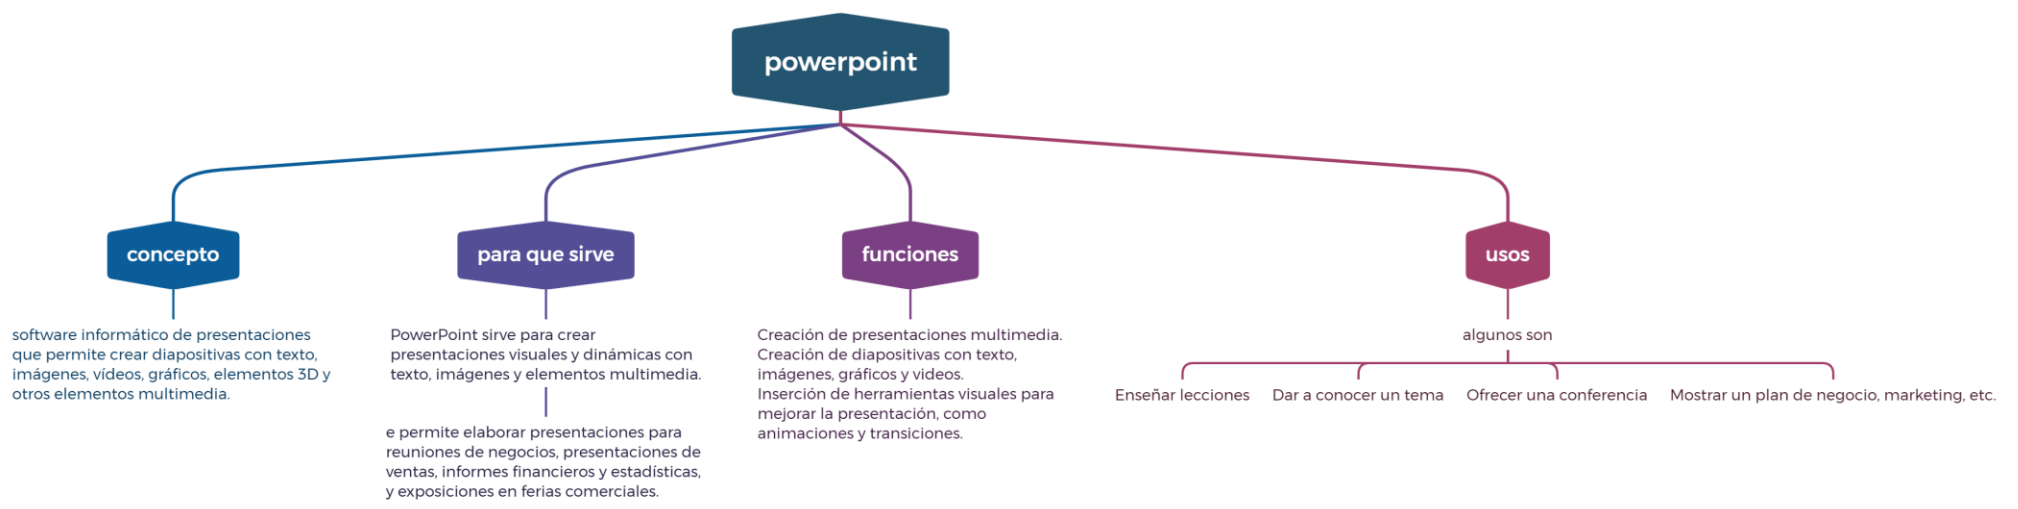 powerpoint
concepto
para que sirve
funciones
usos
software informático de presentaciones
que permite crear diapositivas con texto,
imágenes, vídeos, gráficos, elementos 3D y
otros elementos multimedia.
PowerPoint sirve para crear
presentaciones visuales y dinámicas con
texto, imágenes y elementos multimedia.
e permite elaborar presentaciones para
reuniones de negocios, presentaciones de
ventas, informes financieros y estadísticas,
y exposiciones en ferias comerciales.
Creación de presentaciones multimedia.
Creación de diapositivas con texto,
imágenes, gráficos y videos.
Inserción de herramientas visuales para
mejorar la presentación, como
animaciones y transiciones.
algunos son
Enseñar lecciones
Dar a conocer un tema
Ofrecer una conferencia
Mostrar un plan de negocio, marketing, etc.